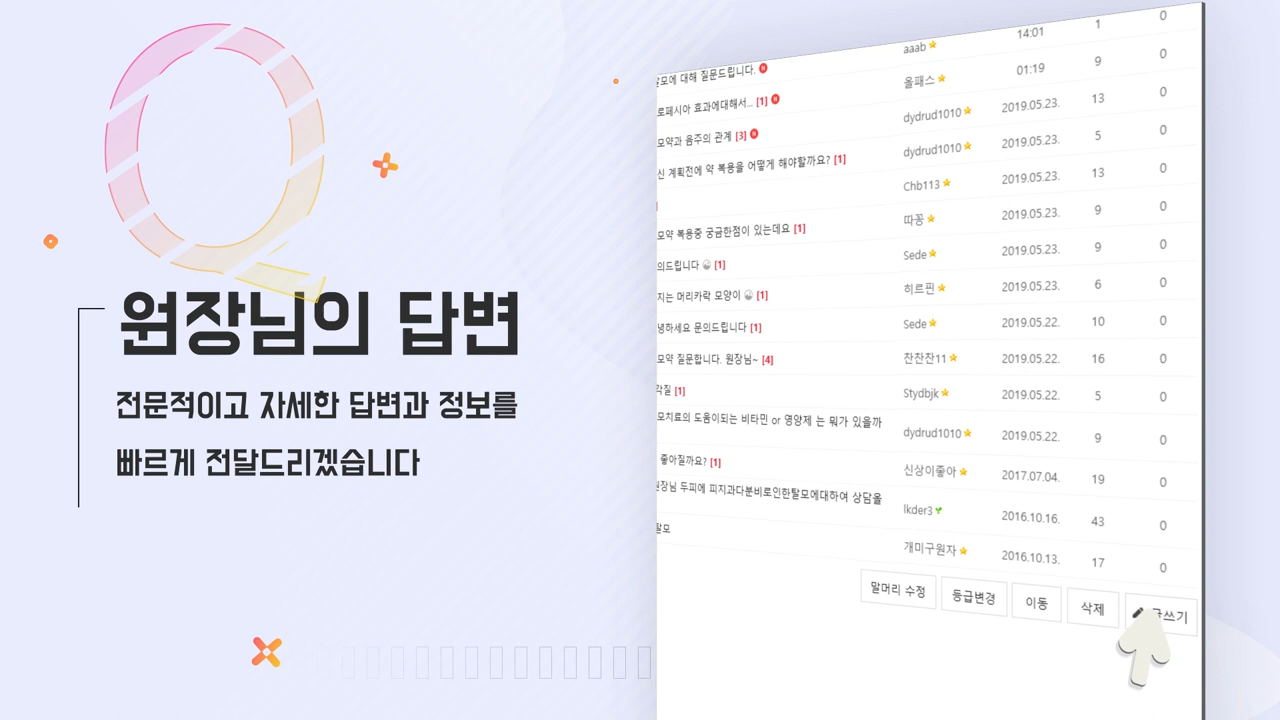 Q
원장님의 답변
전문적이고 자세한 답변과 정보를
빠르게 전달드리겠습니다
aaab 14:01 1 0
탈모에 대해 질문드립니다. 올패스 01:19 9 0
로페시아 효과에대해서... [1] dydrud1010 2019.05.23. 13 0
모약과 음주의 관계 [3] dydrud1010 2019.05.23. 5 0
신 계획전에 약 복용을 어떻게 해야할까요? [1] Chb113 2019.05.23. 13 0
따꽁 2019.05.23. 9 0
모약 복용중 궁금한점이 있는데요 [1] Sede 2019.05.23. 9 0
의드립니다 [1] 히르핀 2019.05.23. 6 0
지는 머리카락 모양이 [1] Sede 2019.05.22. 10 0
녕하세요 문의드립니다 [1] 찬찬찬11 2019.05.22. 16 0
모약 질문합니다. 원장님~ [4] Stydbjk 2019.05.22. 5 0
각질 [1]
모치료의 도움이되는 비타민 or 영양제 는 뭐가 있을까 dydrud1010 2019.05.22. 9 0
좋아질까요? [1] 신상이좋아 2017.07.04. 19 0
원장님 두피에 피지과다분비로인한탈모에대하여 상담을 lkder3 2016.10.16. 43 0
탈모 개미구원자 2016.10.13. 17 0
말머리 수정 등급변경 이동 삭제 글쓰기